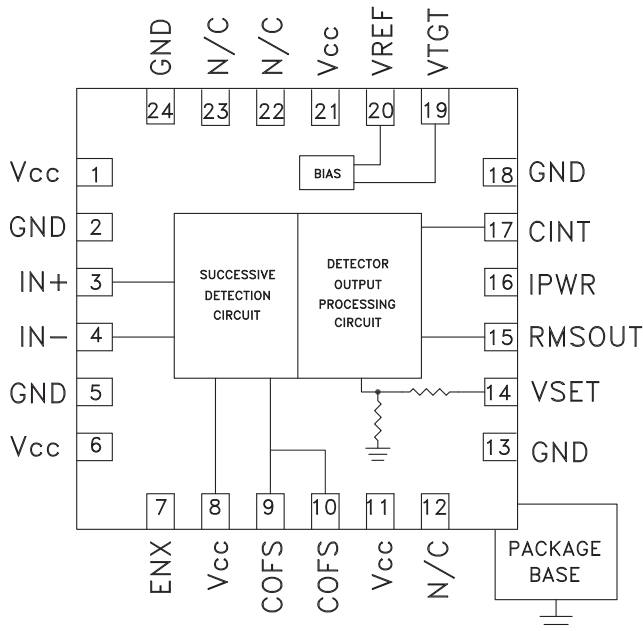 GND
N/C
N/C
Vcc
VREF
VTGT
24
23
22
21
20
19
Vcc 1
BIAS
18 GND
GND 2
17 CINT
IN+ 3
SUCCESSIVE
DETECTION
CIRCUIT
DETECTOR
OUTPUT
PROCESSING
CIRCUIT
16 IPWR
IN− 4
15 RMSOUT
GND 5
14 VSET
Vcc 6
13 GND
7
8
9
10
11
12
ENX
Vcc
COFS
COFS
Vcc
N/C
PACKAGE
BASE